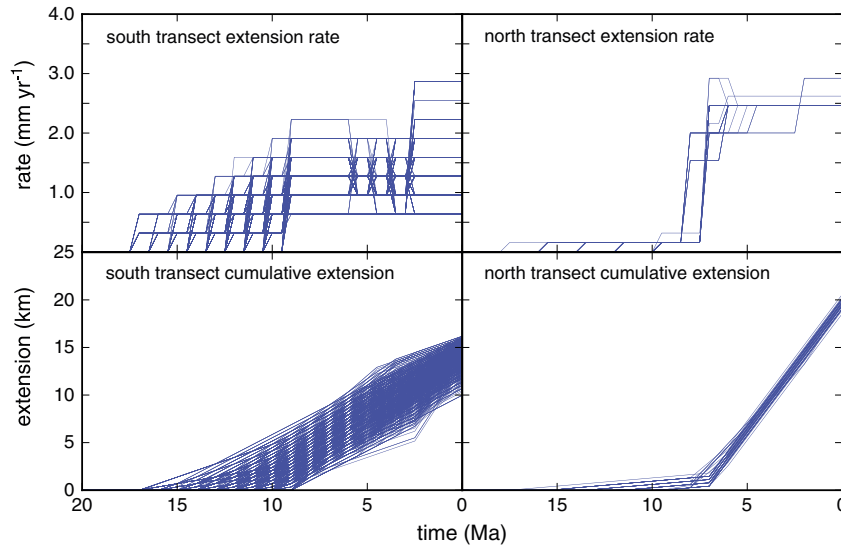 south transect extension rate
north transect extension rate
4.0
3.0
2.0
1.0
rate (mm yr-1)
south transect cumulative extension
north transect cumulative extension
25
20
15
10
5
0
extension (km)
20 15 10 5 0 15 10 5 0
time (Ma)